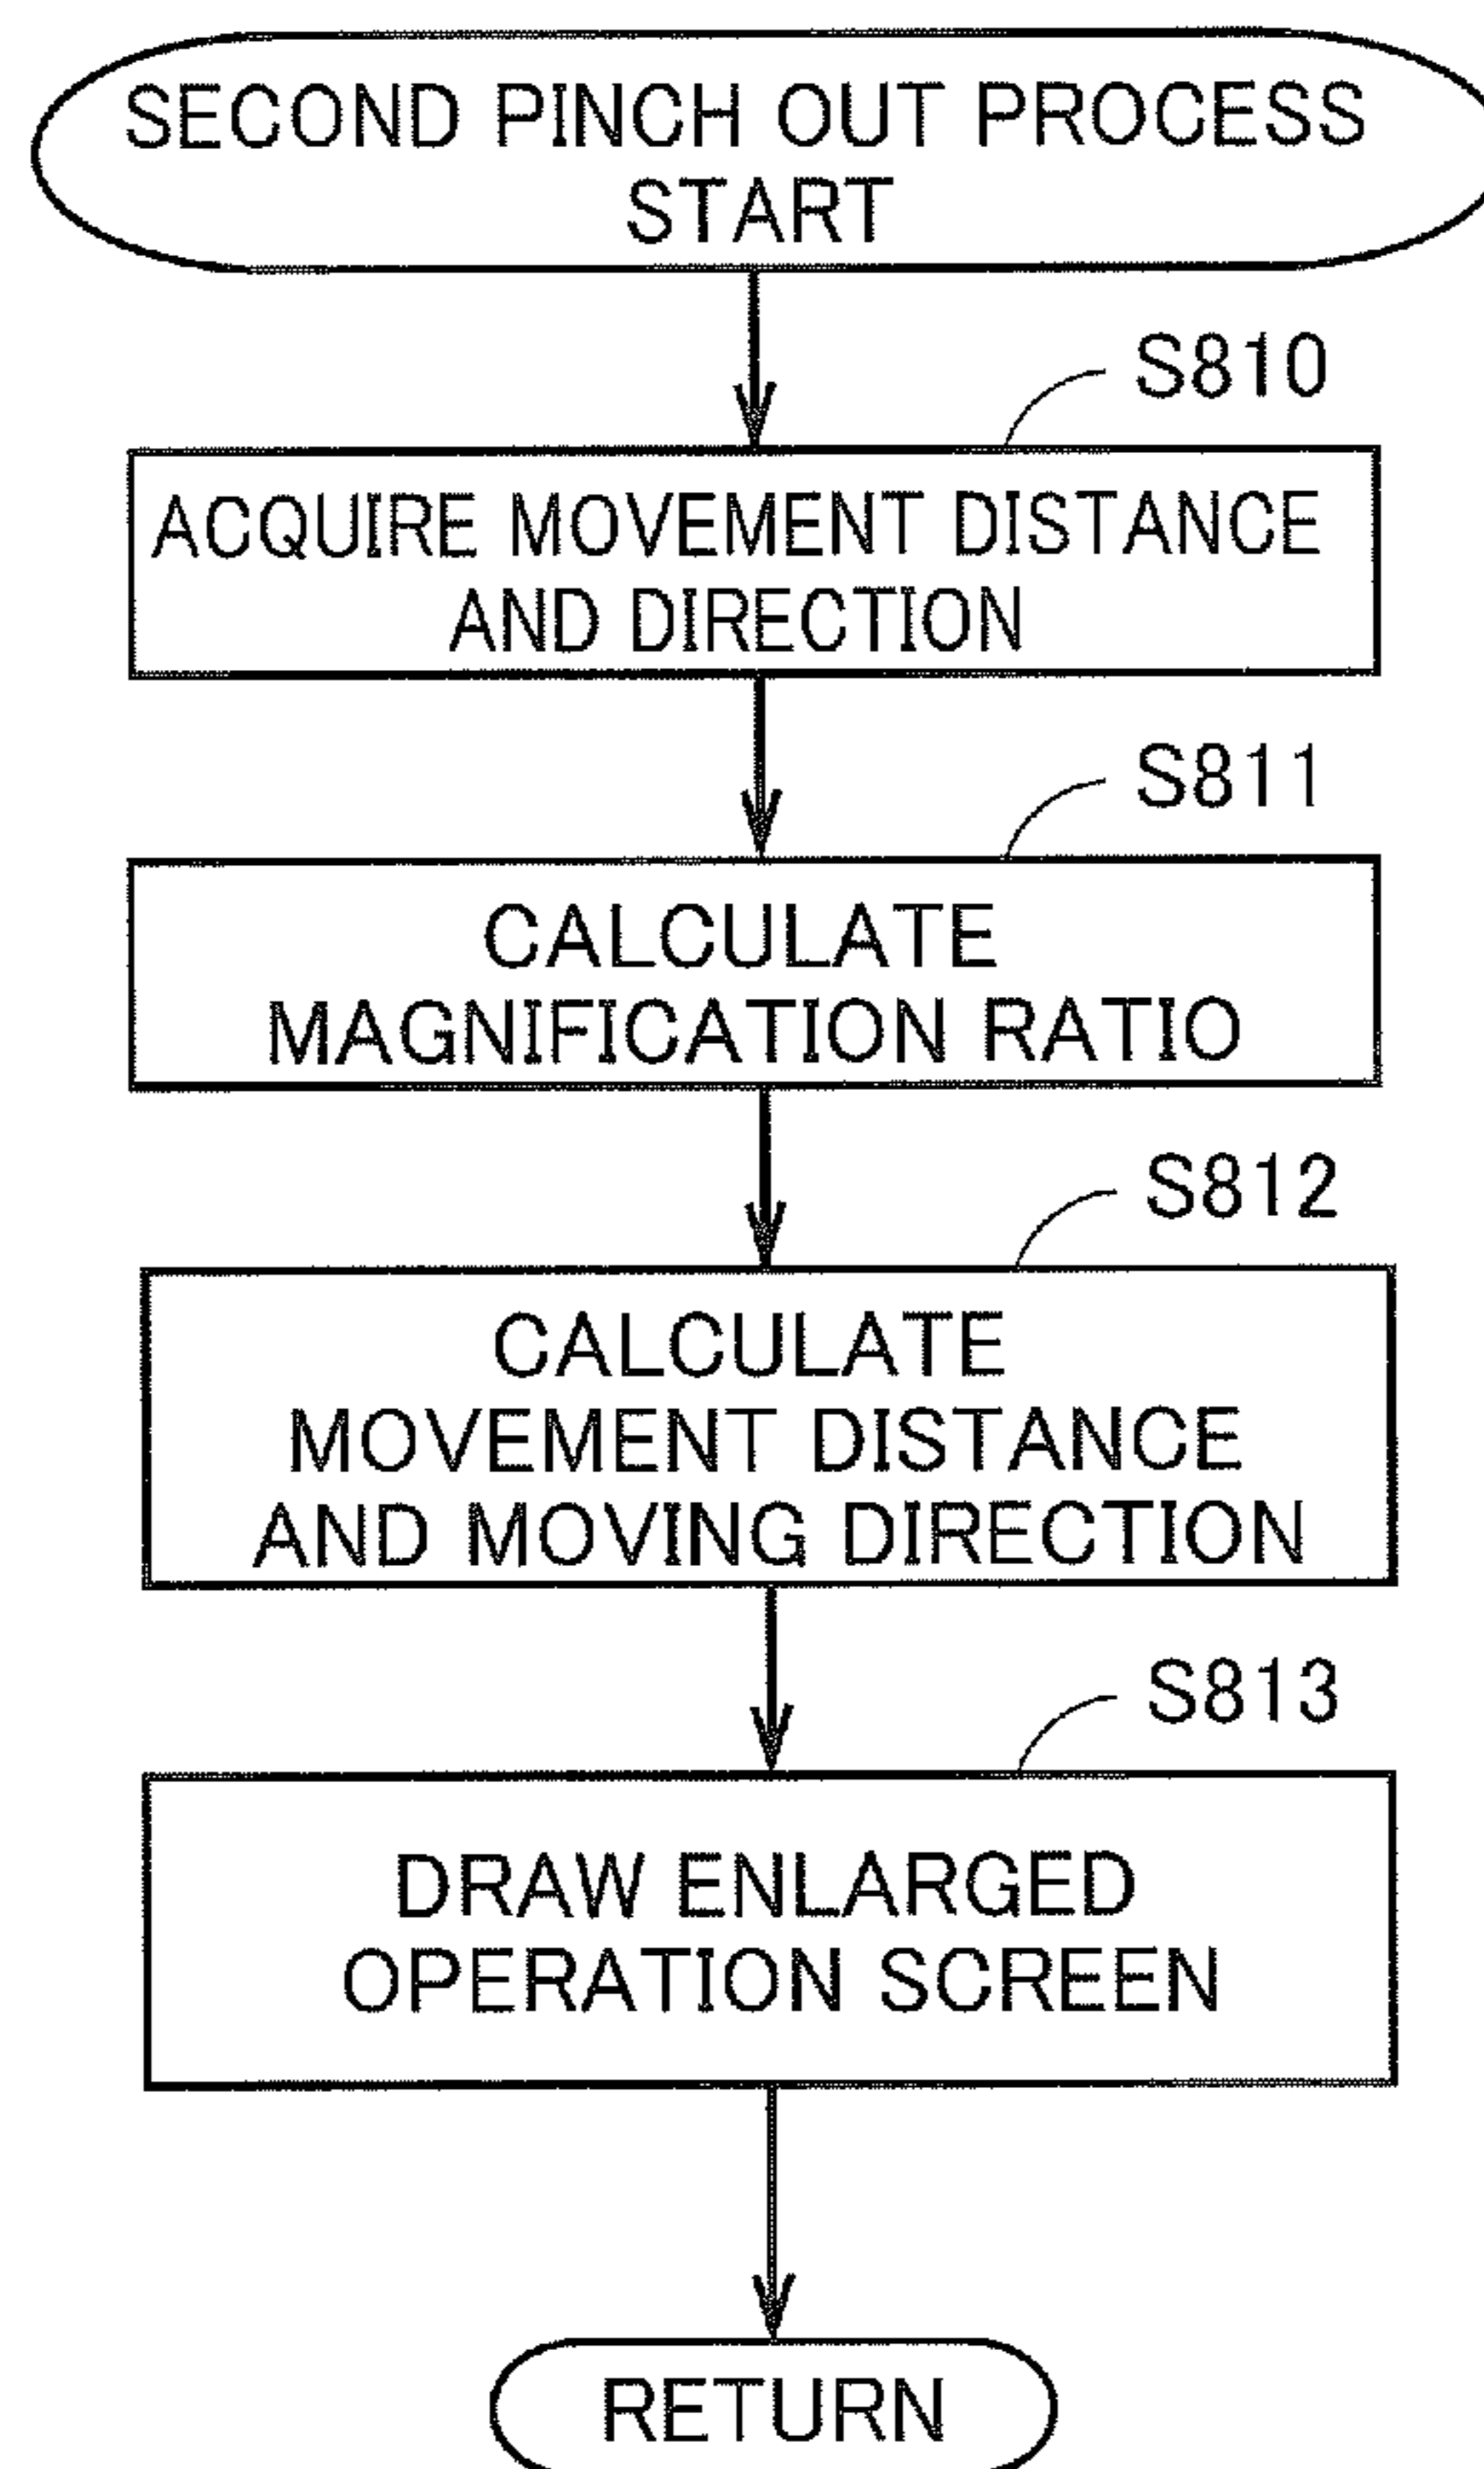 SECOND PINCH OUT PROCESS
START
S810
ACQUIRE MOVEMENT DISTANCE
AND DIRECTION
S811
CALCULATE
MAGNIFICATION RATIO
S812
CALCULATE
MOVEMENT DISTANCE
AND MOVING DIRECTION
S813
DRAW ENLARGED
OPERATION SCREEN
RETURN